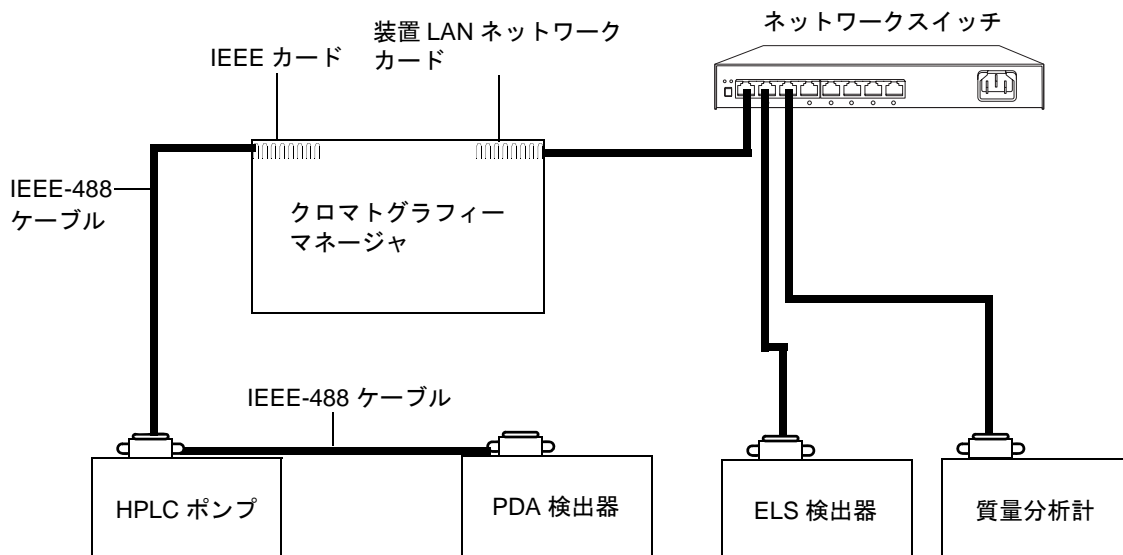 ネットワークスイッチ
装置 LAN ネットワーク
カード
IEEE カード
IEEE-488
ケーブル
クロマトグラフィー
マネージャ
IEEE-488 ケーブル
HPLC ポンプ
PDA 検出器
ELS 検出器
質量分析計